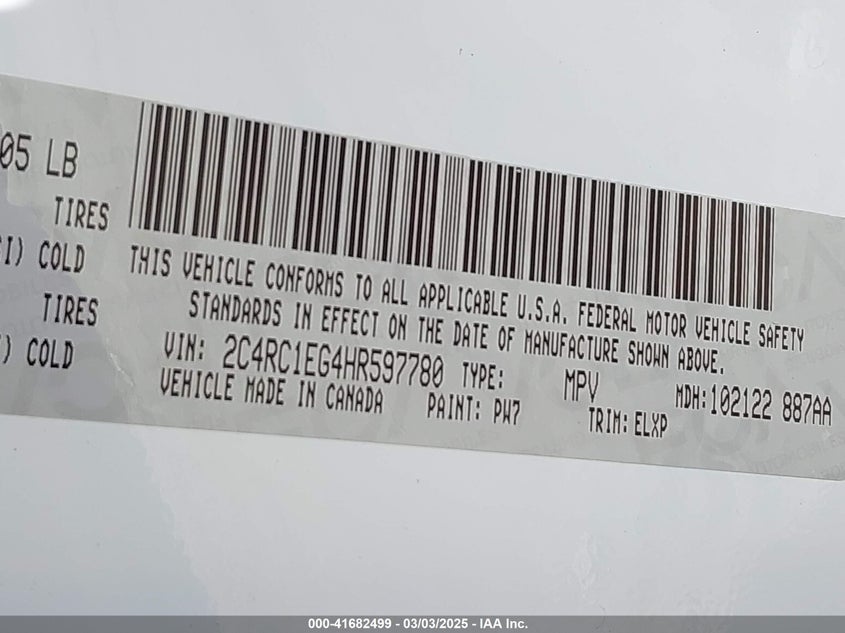 05 LB
TIRES
COLD
TIRES
COLD
THIS VEHICLE CONFORMS TO ALL APPLICABLE U.S.A. FEDERAL MOTOR VEHICLE SAFETY
STANDARDS IN EFFECT ON THE DATE OF MANUFACTURE SHOWN ABOVE.
VIN: 2C4RC1EG4HR597780 TYPE: MPV MDH:102122 887AA
VEHICLE MADE IN CANADA PAINT: PW7 TRIM: ELXP
000-41682499 - 03/03/2025 - IAA Inc.